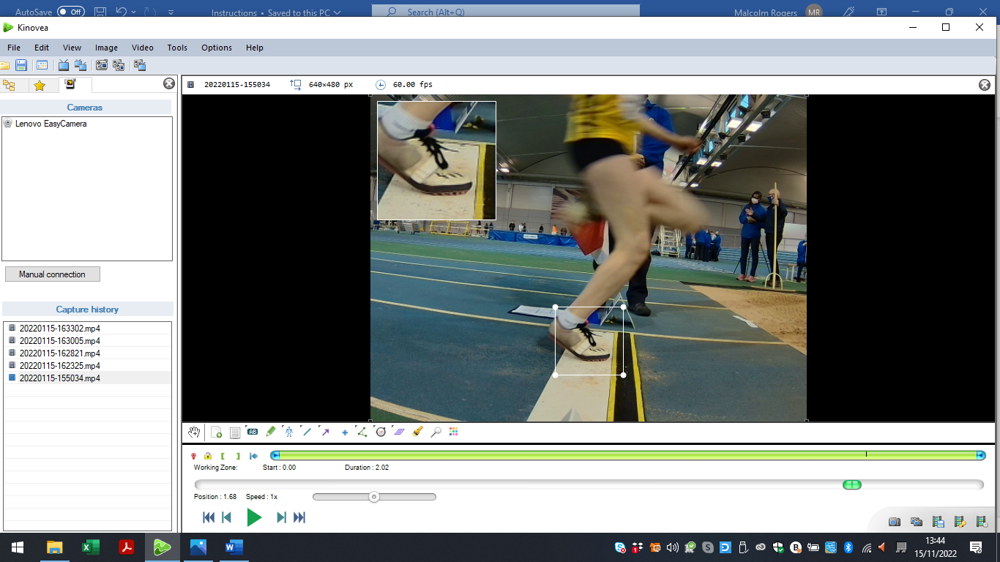 AutoSave Off Instructions • Saved to this PC Search (Alt+Q) Malcolm Rogers MR
Kinovea
File Edit View Image Video Tools Options Help
20220115-155034 640×480 px 60.00 fps
Cameras
Lenovo EasyCamera
Manual connection
Capture history
20220115-163302.mp4
20220115-163005.mp4
20220115-162821.mp4
20220115-162325.mp4
20220115-155034.mp4
AB
Working Zone: Start : 0.00 Duration : 2.02
Position : 1.68 Speed : 1x
13:44
15/11/2022